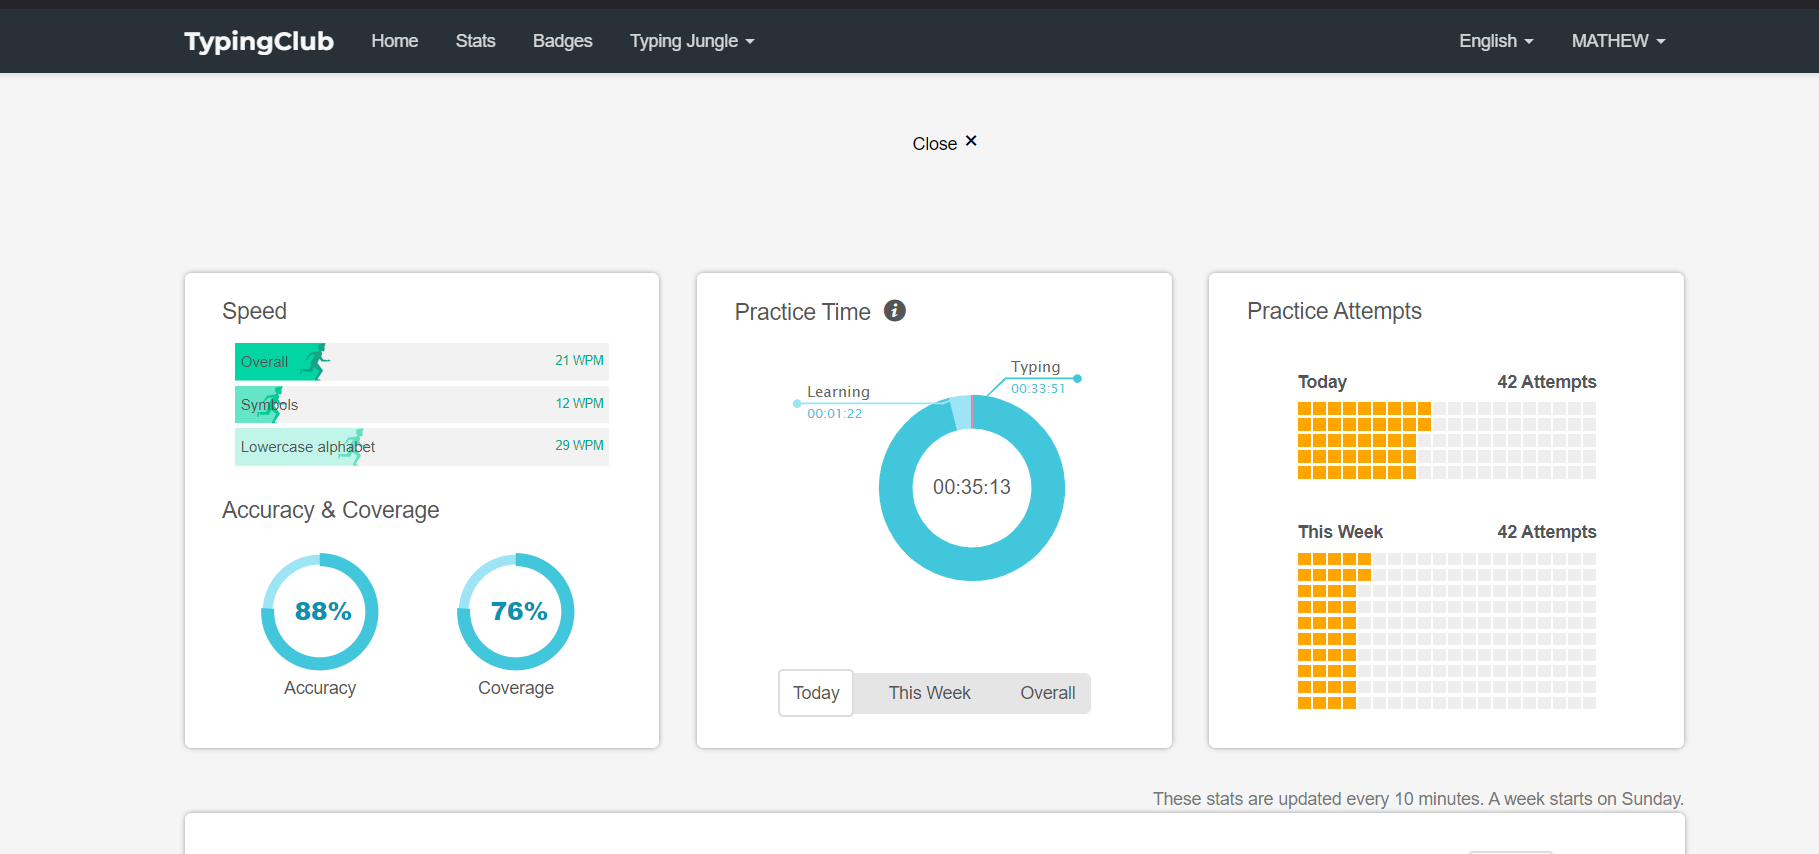 TypingClub Home Stats Badges Typing Jungle English MATHEW
Close ×
Speed
Overall 21 WPM
Symbols 12 WPM
Lowercase alphabet 29 WPM
Accuracy & Coverage
88%
Accuracy
76%
Coverage
Practice Time i
Typing
00:33:51
Learning
00:01:22
00:35:13
Today This Week Overall
Practice Attempts
Today 42 Attempts
This Week 42 Attempts
These stats are updated every 10 minutes. A week starts on Sunday.